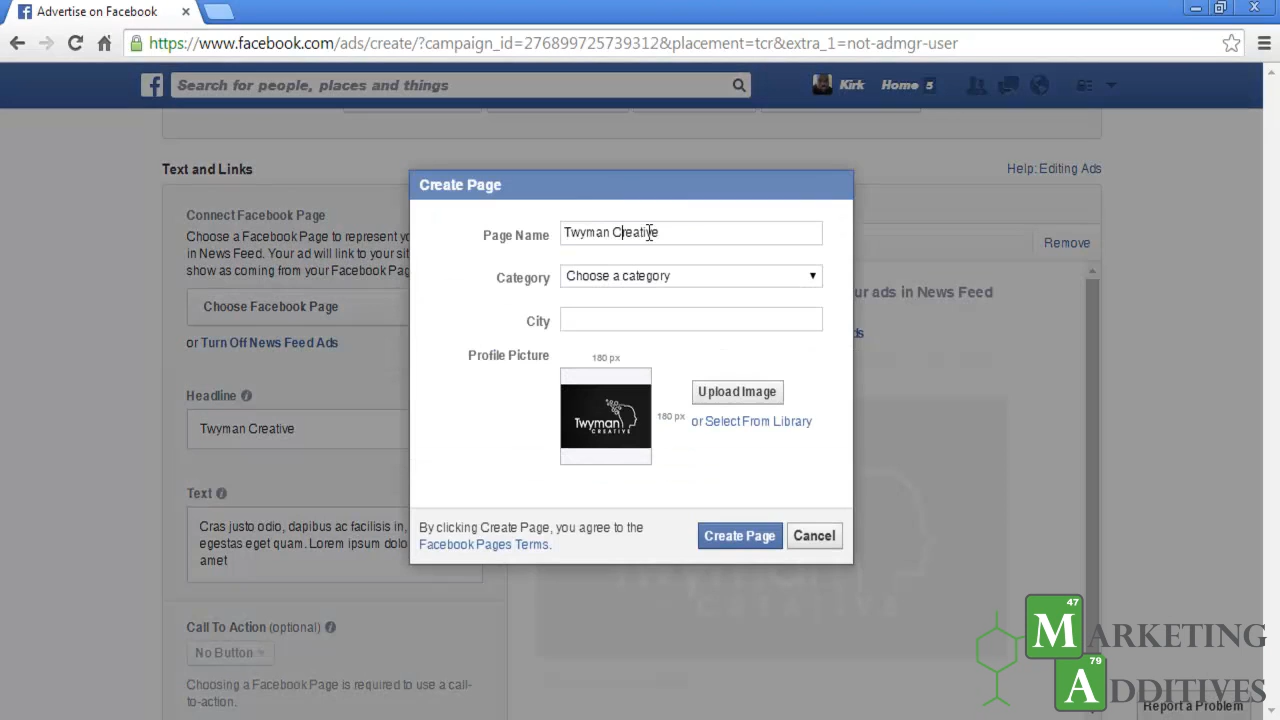 Advertise on Facebook
https://www.facebook.com/ads/create/?campaign_id=276899725739312&placement=tcr&extra_1=not-admgr-user
Search for people, places and things
Kirk
Home 5
Text and Links
Help: Editing Ads
Connect Facebook Page
Choose a Facebook Page to represent yo
in News Feed. Your ad will link to your sit
show as coming from your Facebook Pag
Choose Facebook Page
or Turn Off News Feed Ads
Headline
Twyman Creative
Text
Cras justo odio, dapibus ac facilisis in,
egestas eget quam. Lorem ipsum dolo
amet
Call To Action (optional)
No Button
Choosing a Facebook Page is required to use a call-
to-action.
Create Page
Page Name
Twyman Creative
Category
Choose a category
City
Profile Picture
180 px
Twyman
CREATIVE
180 px
Upload Image
or Select From Library
By clicking Create Page, you agree to the
Facebook Pages Terms.
Create Page
Cancel
Remove
ur ads in News Feed
ds
CREATIVE
47
MARKETING
79
ADDITIVES
Report a Problem